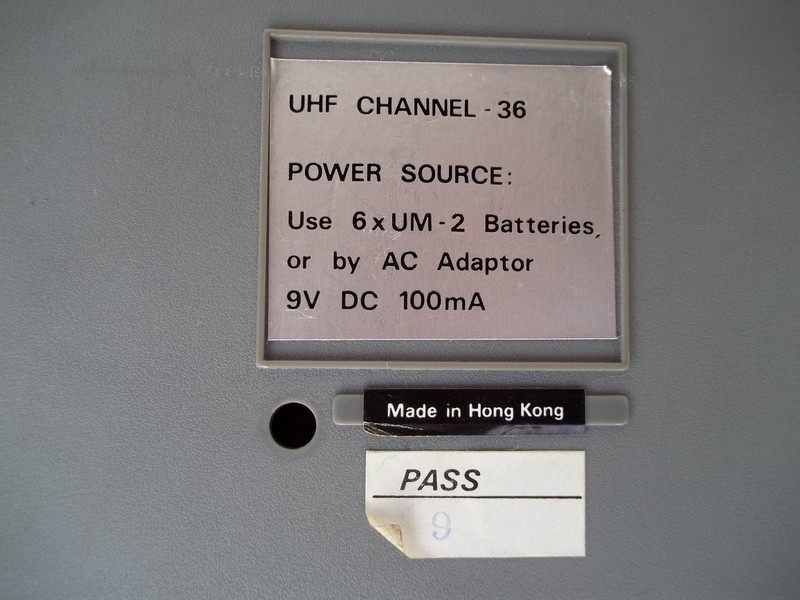 UHF CHANNEL - 36
POWER SOURCE:
Use 6 x UM - 2 Batteries,
or by AC Adaptor
9V DC 100mA
Made in Hong Kong
PASS
9